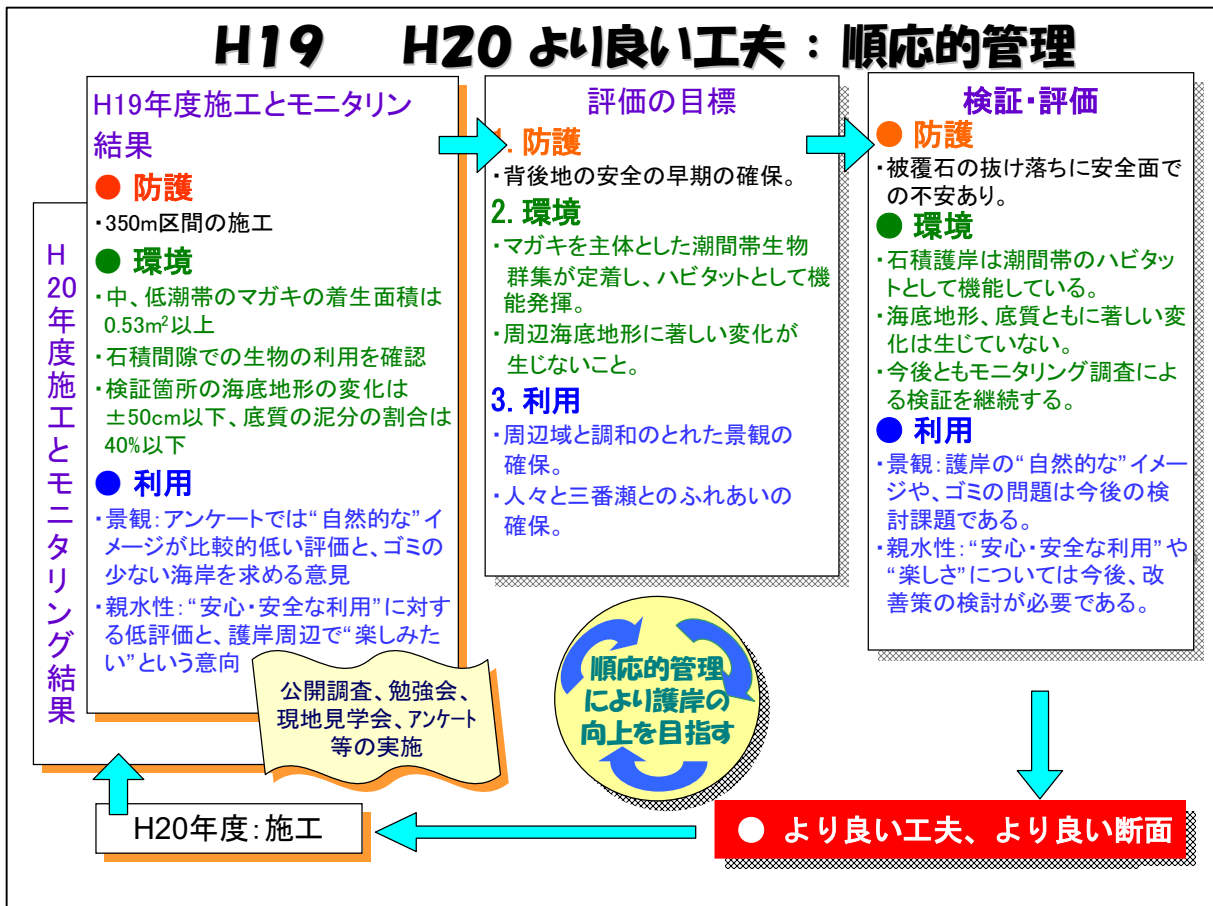 H19　H20 より良い工夫：順応的管理
H19年度施工とモニタリン
結果
● 防護
・350m区間の施工
● 環境
・中、低潮帯のマガキの着生面積は
0.53m²以上
・石積間隙での生物の利用を確認
・検証箇所の海底地形の変化は
±50cm以下、底質の泥分の割合は
40%以下
● 利用
・景観：アンケートでは“自然的な”イ
メージが比較的低い評価と、ゴミの
少ない海岸を求める意見
・親水性：“安心・安全な利用”に対す
る低評価と、護岸周辺で“楽しみた
い”という意向
H20年度施工とモニタリング結果
公開調査、勉強会、
現地見学会、アンケート
等の実施
評価の目標
1. 防護
・背後地の安全の早期の確保。
2. 環境
・マガキを主体とした潮間帯生物
群集が定着し、ハビタットとして機
能発揮。
・周辺海底地形に著しい変化が
生じないこと。
3. 利用
・周辺域と調和のとれた景観の
確保。
・人々と三番瀬とのふれあいの
確保。
検証・評価
● 防護
・被覆石の抜け落ちに安全面で
の不安あり。
● 環境
・石積護岸は潮間帯のハビタッ
トとして機能している。
・海底地形、底質ともに著しい変
化は生じていない。
・今後ともモニタリング調査によ
る検証を継続する。
● 利用
・景観：護岸の“自然的な”イメー
ジや、ゴミの問題は今後の検
討課題である。
・親水性：“安心・安全な利用”や
“楽しさ”については今後、改
善策の検討が必要である。
順応的管理
により護岸の
向上を目指す
● より良い工夫、より良い断面
H20年度：施工